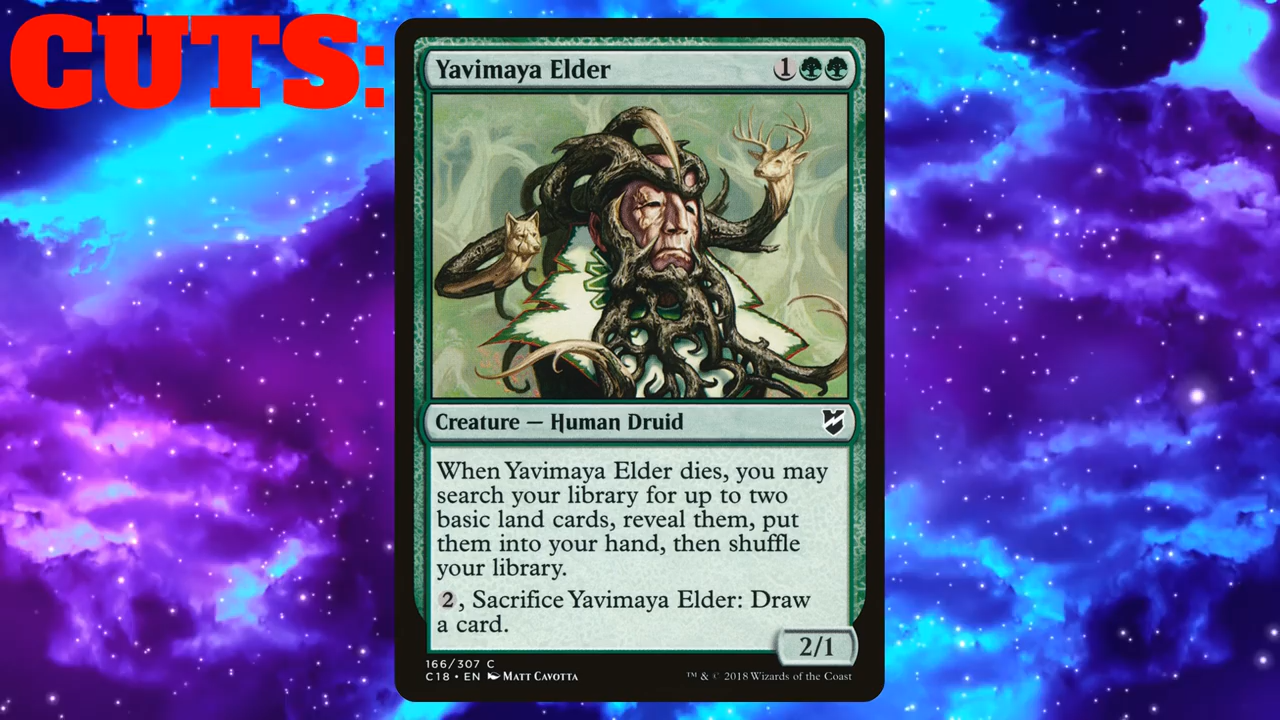 CUTS:
Yavimaya Elder 1
Creature — Human Druid
When Yavimaya Elder dies, you may
search your library for up to two
basic land cards, reveal them, put
them into your hand, then shuffle
your library.
2, Sacrifice Yavimaya Elder: Draw
a card.
2/1
166/307 C
C18 • EN Matt Cavotta
™ & © 2018 Wizards of the Coast